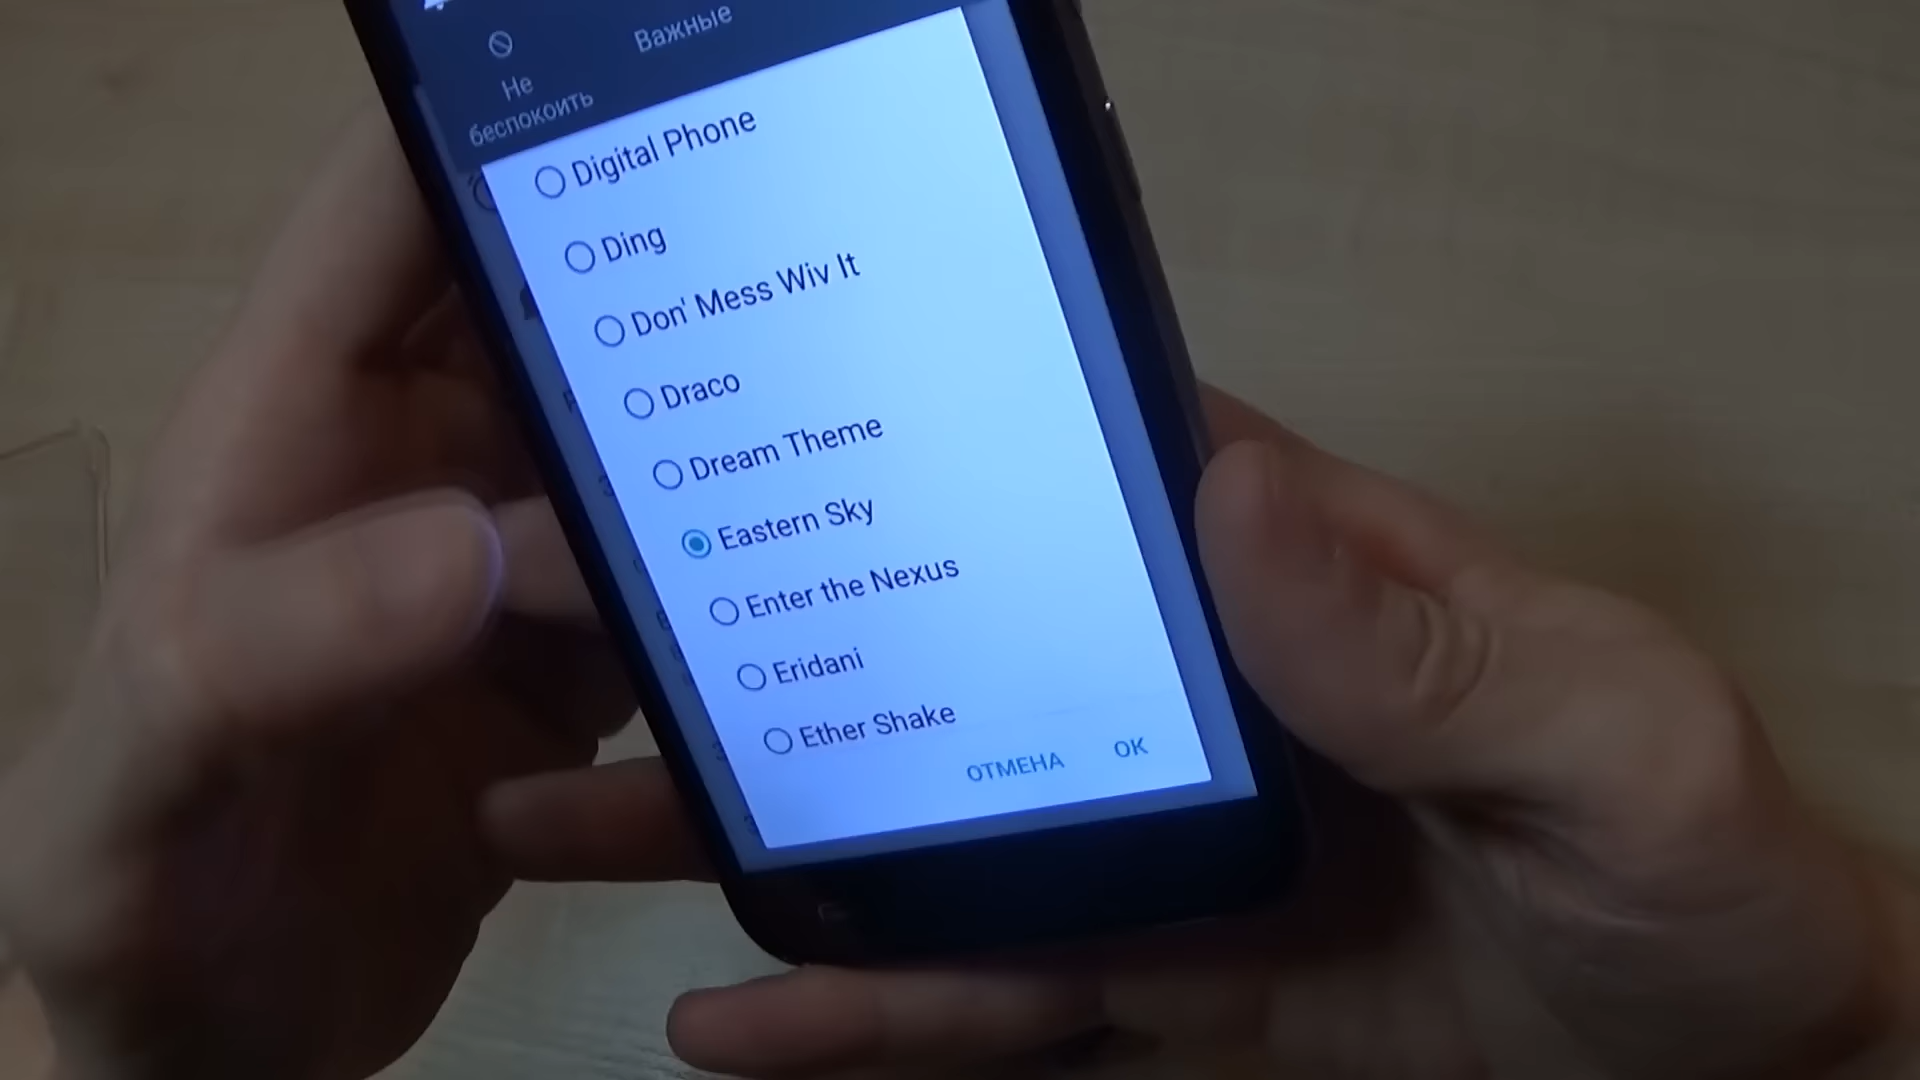 Важные
Не
беспокоить
Digital Phone
Ding
Don' Mess Wiv It
Draco
Dream Theme
Eastern Sky
Enter the Nexus
Eridani
Ether Shake
ОТМЕНА
OK